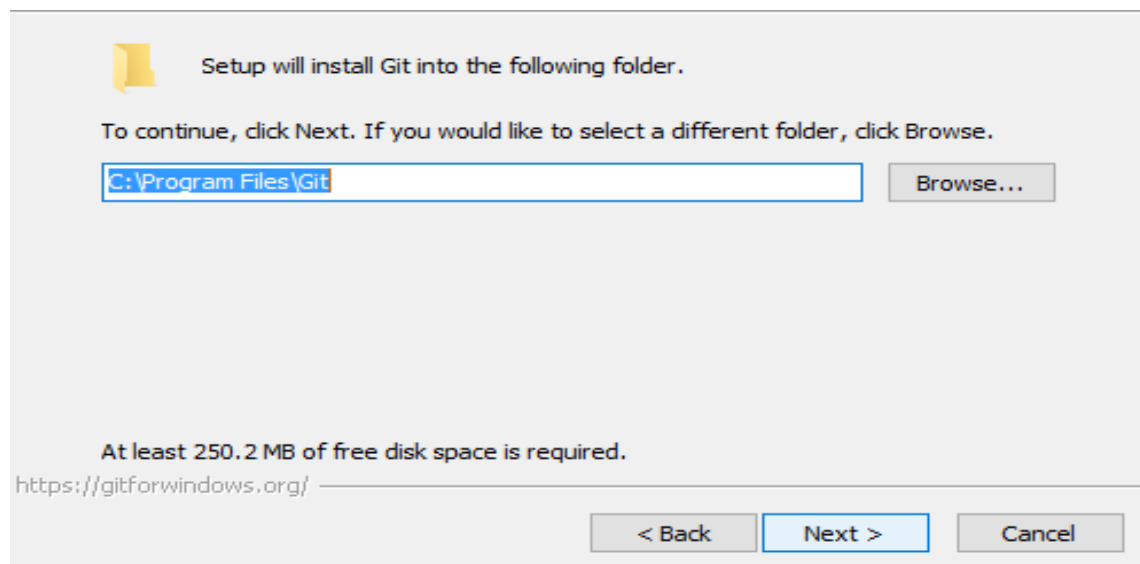 Setup will install Git into the following folder.
To continue, click Next. If you would like to select a different folder, click Browse.
C:\Program Files\Git
Browse...
At least 250.2 MB of free disk space is required.
https://gitforwindows.org/
< Back
Next >
Cancel